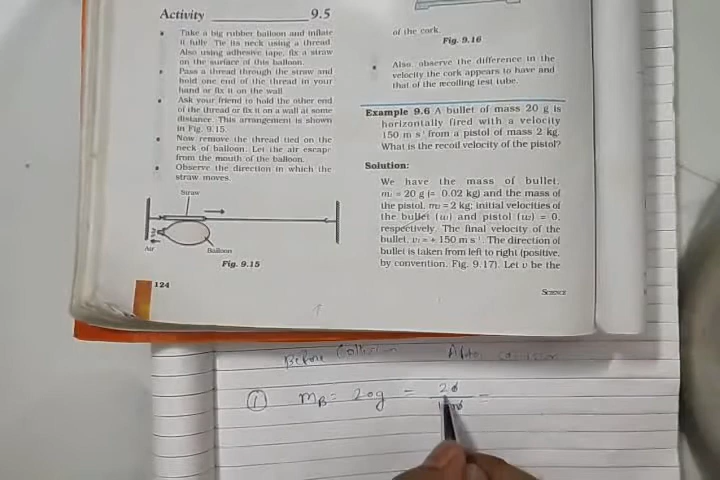 Activity ________ 9.5
• Take a big rubber balloon and inflate
it fully. Tie its neck using a thread.
Also using adhesive tape, fix a straw
on the surface of this balloon.
• Pass a thread through the straw and
hold one end of the thread in your
hand or fix it on the wall.
• Ask your friend to hold the other end
of the thread or fix it on a wall at some
distance. This arrangement is shown
in Fig. 9.15.
• Now remove the thread tied on the
neck of balloon. Let the air escape
from the mouth of the balloon.
• Observe the direction in which the
straw moves.
Straw
Air
Balloon
Fig. 9.15
124
of the cork.
Fig. 9.16
• Also, observe the difference in the
velocity the cork appears to have and
that of the recoiling test tube.
Example 9.6 A bullet of mass 20 g is
horizontally fired with a velocity
150 m s⁻¹ from a pistol of mass 2 kg.
What is the recoil velocity of the pistol?
Solution:
We have the mass of bullet,
m₁ = 20 g (= 0.02 kg) and the mass of
the pistol, m₂ = 2 kg; initial velocities of
the bullet (u₁) and pistol (u₂) = 0,
respectively. The final velocity of the
bullet, v₁ = + 150 m s⁻¹. The direction of
bullet is taken from left to right (positive,
by convention, Fig. 9.17). Let v be the
Science
Before Collision After collision
① m_B = 20g = 20 =